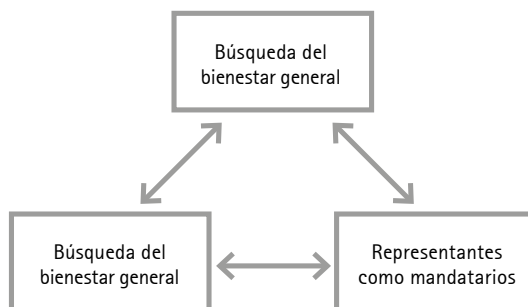 Búsqueda del
bienestar general
Búsqueda del
bienestar general
Representantes
como mandatarios